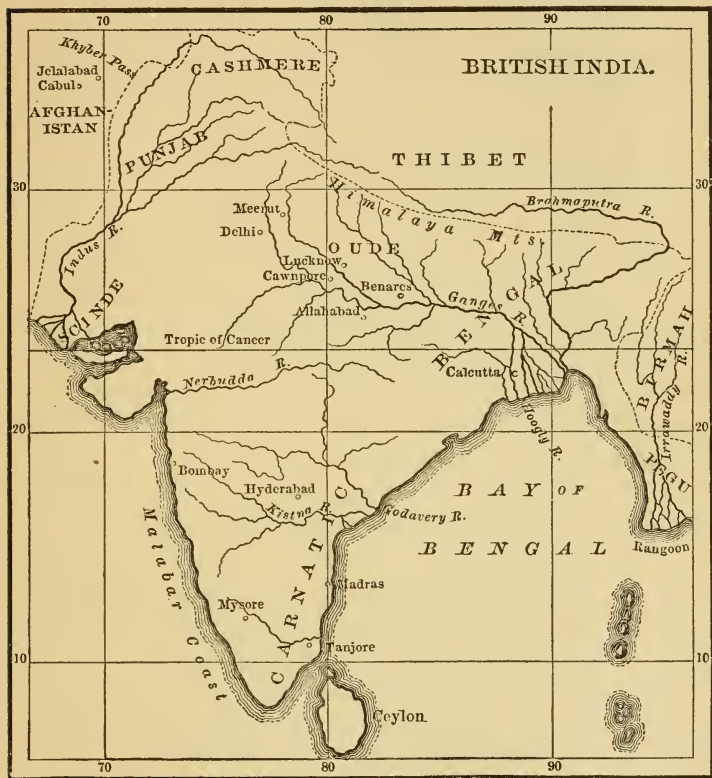 70
80
90
Khyber Pass
Jelalabad
Cabul
CASHMERE
BRITISH INDIA.
AFGHAN-
ISTAN
PUNJAB
THIBET
30
30
Himalaya Mts.
Brahmaputra R.
Meerut
Delhi
OUDE
Indus R.
Lucknow
Cawnpore
Benares
Ganges R.
Allahabad
BENGAL
SCINDE
Tropic of Cancer
Calcutta
BIRMAH
Irrawaddy R.
Nerbudda R.
Hoogly R.
20
20
Bombay
PEGU
Hyderabad
BAY OF
BENGAL
Kistna R.
Godavery R.
Rangoon
Malabar Coast
CARNATIC
Madras
Mysore
Tanjore
10
10
Ceylon
70
80
90